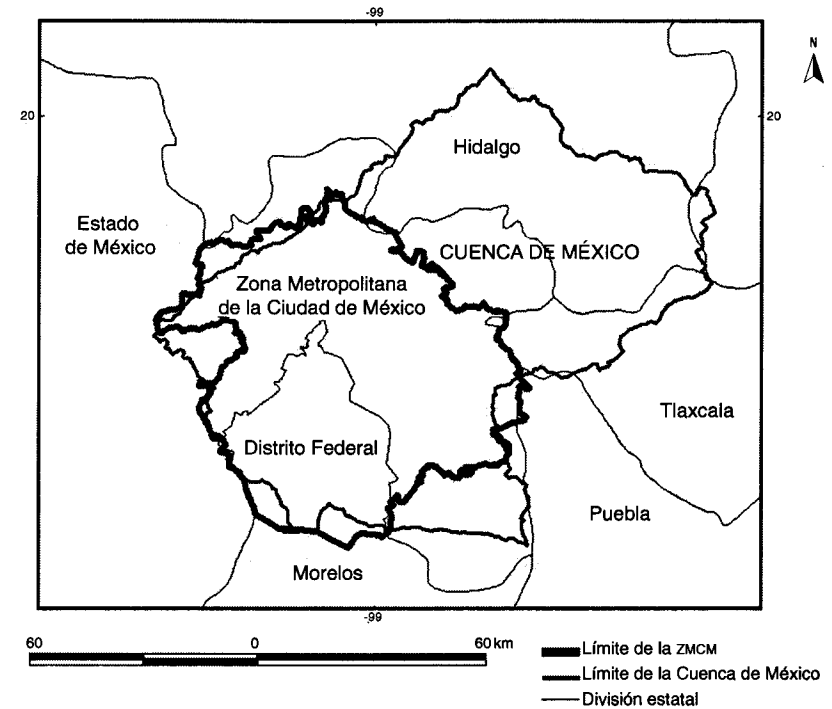 -99
N
20
20
Hidalgo
Estado
de México
CUENCA DE MÉXICO
Zona Metropolitana
de la Ciudad de México
Tlaxcala
Distrito Federal
Puebla
Morelos
-99
60 0 60 km
Límite de la ZMCM
Límite de la Cuenca de México
División estatal